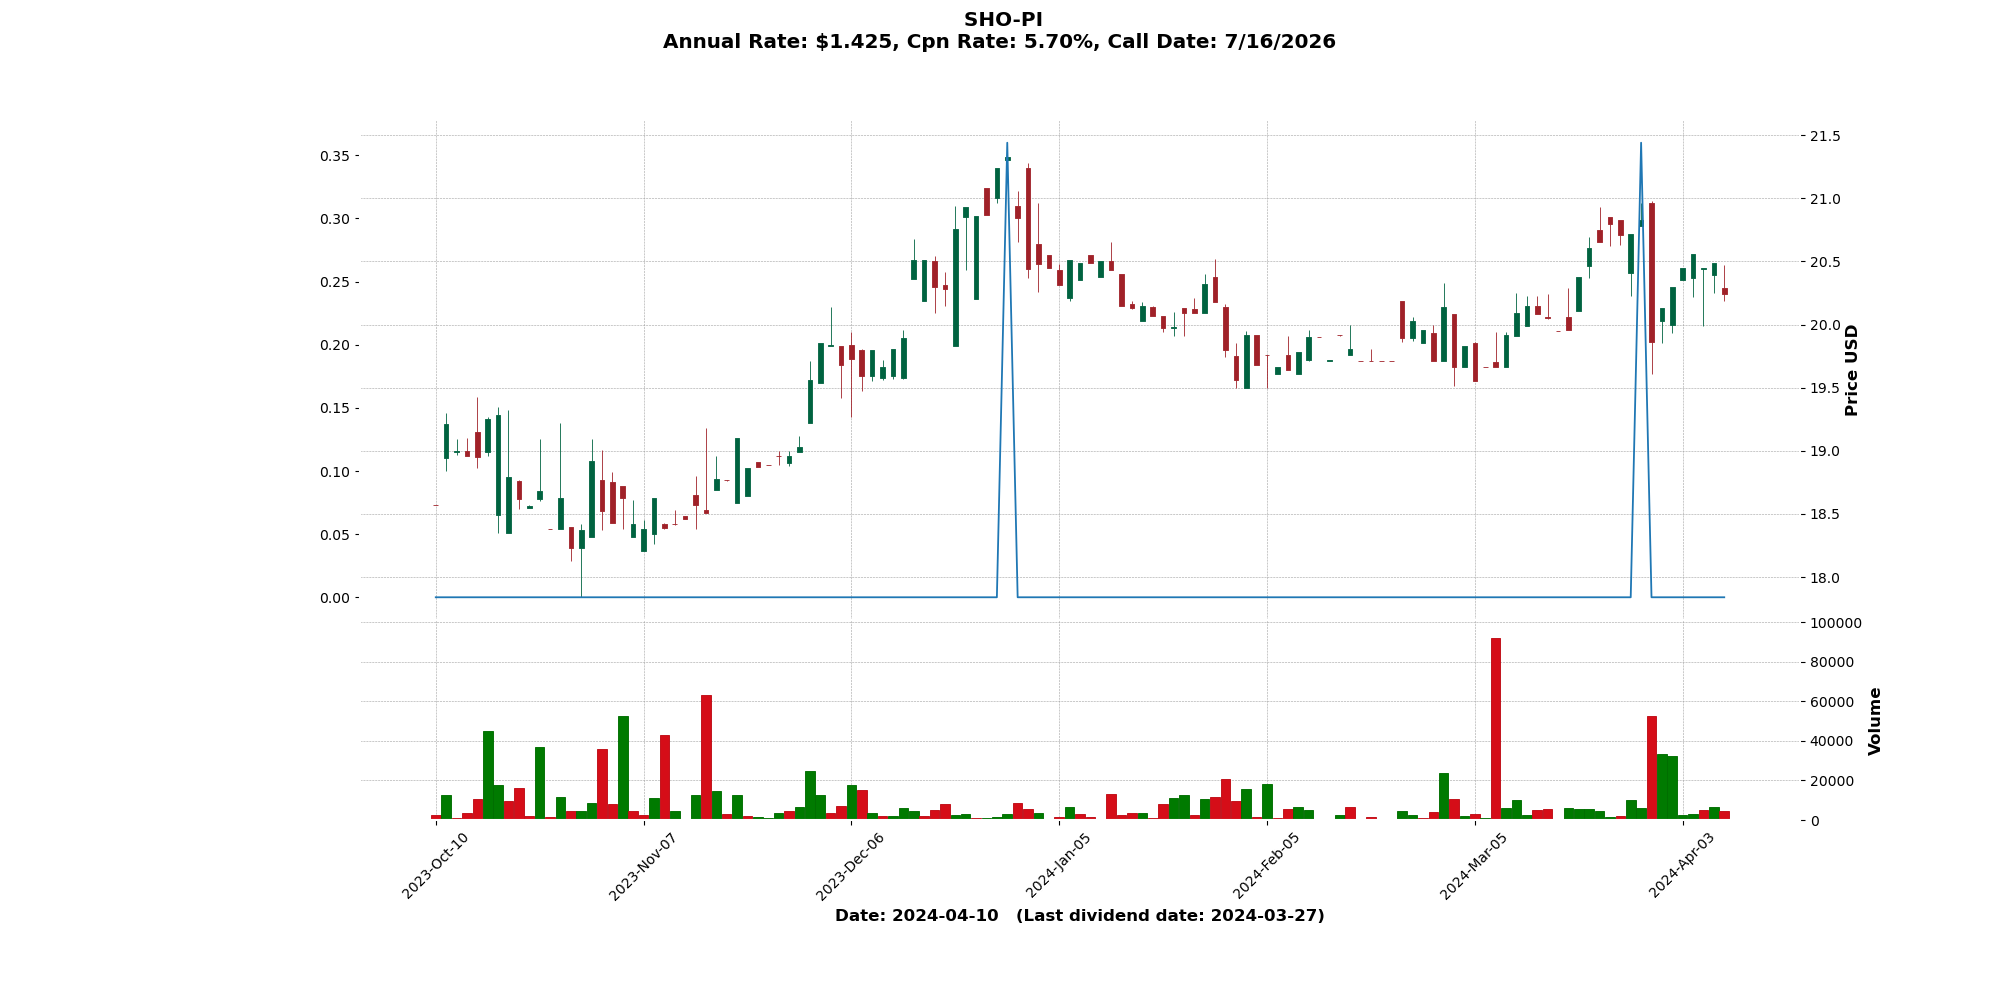 SHO-PI
Annual Rate: $1.425, Cpn Rate: 5.70%, Call Date: 7/16/2026
0.35
0.30
0.25
0.20
0.15
0.10
0.05
0.00
21.5
21.0
20.5
20.0
19.5
19.0
18.5
18.0
Price USD
100000
80000
60000
40000
20000
0
Volume
2023-Oct-10
2023-Nov-07
2023-Dec-06
2024-Jan-05
2024-Feb-05
2024-Mar-05
2024-Apr-03
Date: 2024-04-10 (Last dividend date: 2024-03-27)